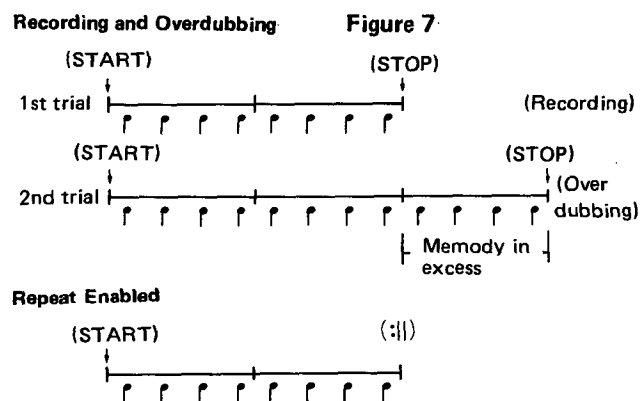 Recording and Overdubbing Figure 7
(START) (STOP)
1st trial (Recording)
(START) (STOP)
2nd trial (Over
dubbing)
Memody in
excess
Repeat Enabled
(START) (:||)